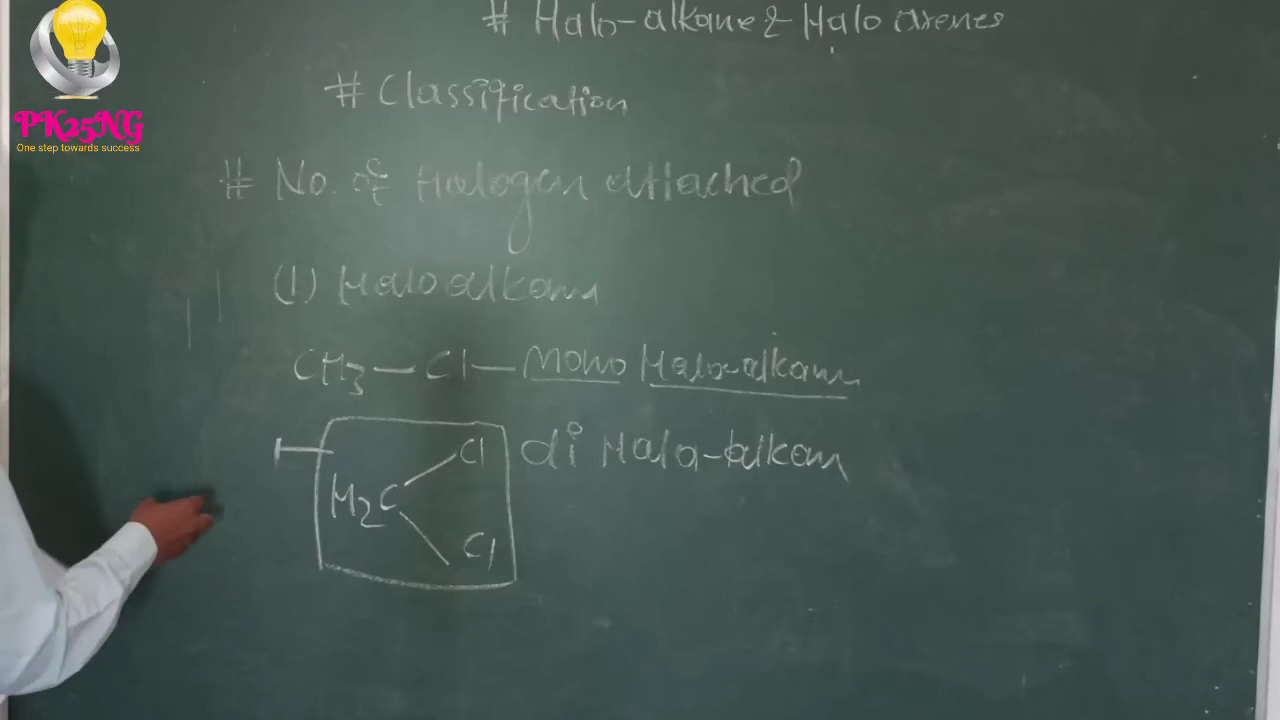 # Halo-alkane & Halo arenes
# Classification
PK25NG
One step towards success
# No. of Halogen attached
(1) Haloalkane
CH3 — Cl — Mono Halo-alkane
Cl di Halo-alkan
H2C
Cl